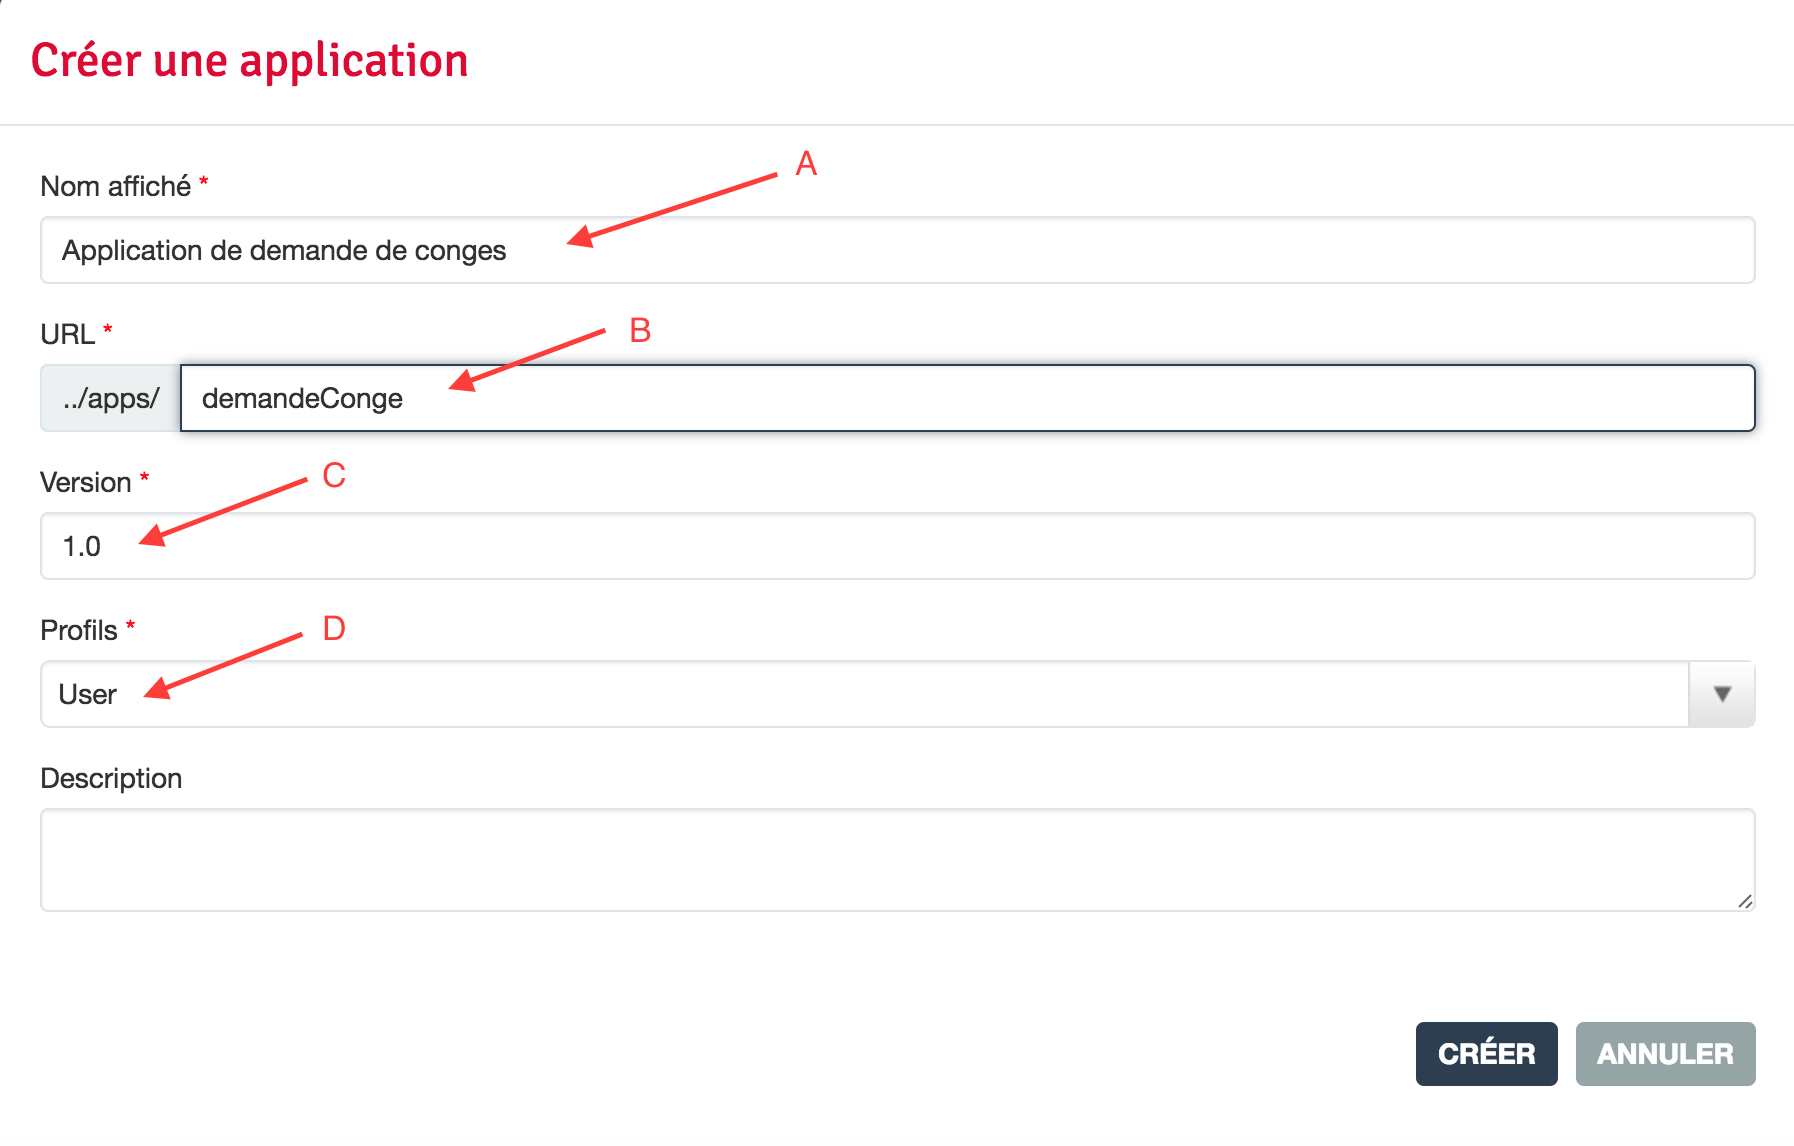 Créer une application
A
Nom affiché *
Application de demande de conges
B
URL *
../apps/ demandeConge
C
Version *
1.0
D
Profils *
User
Description
CRÉER ANNULER